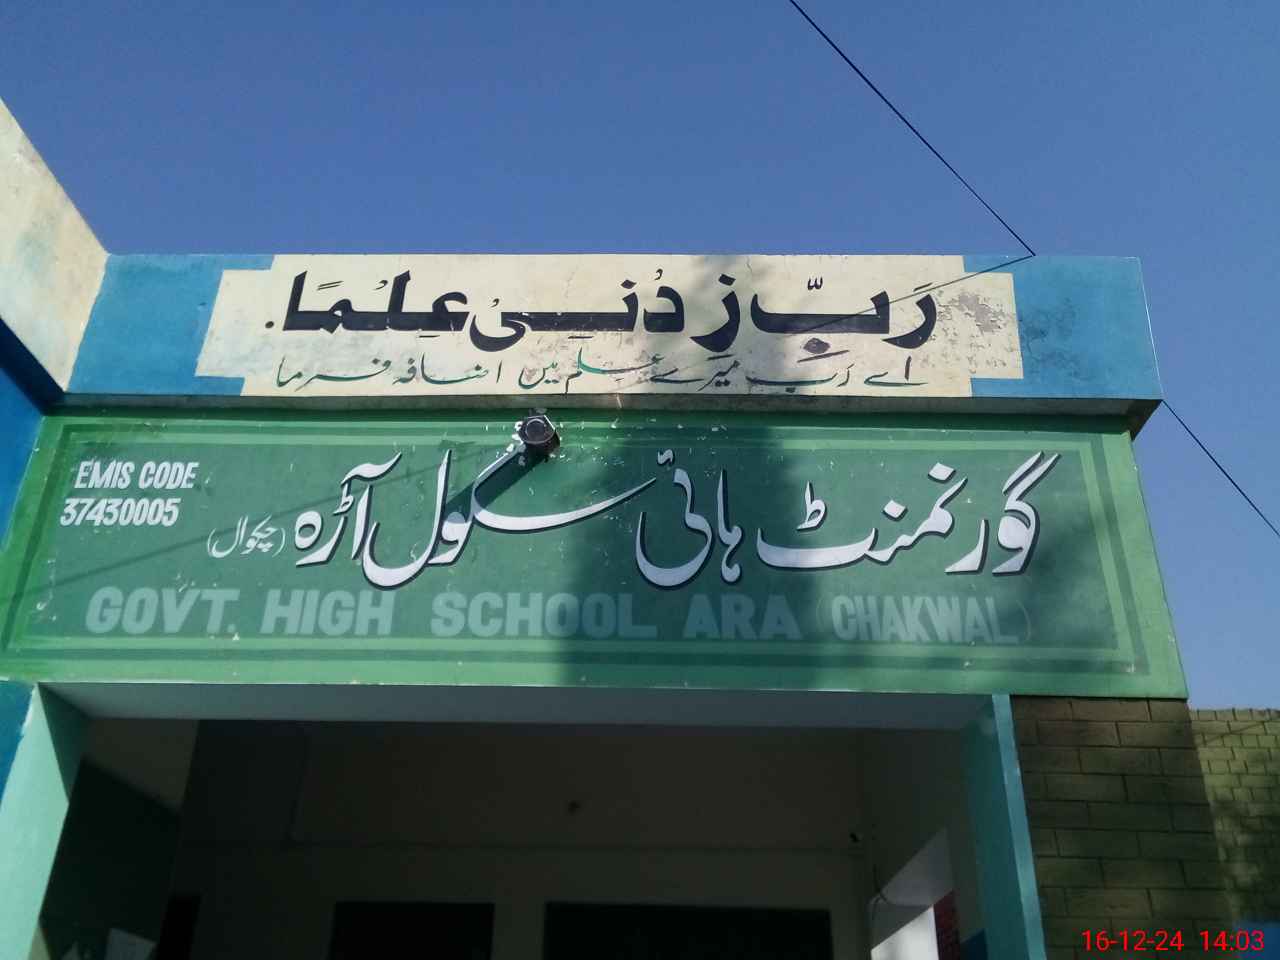 رَبِّ زِدْنِیْ عِلْمًا.
اے رَب میرے علم میں اضافہ فرما
EMIS CODE
37430005
گورنمنٹ ہائی سکول آڑہ (چکوال)
GOVT. HIGH SCHOOL ARA (CHAKWAL)
16-12-24 14:03